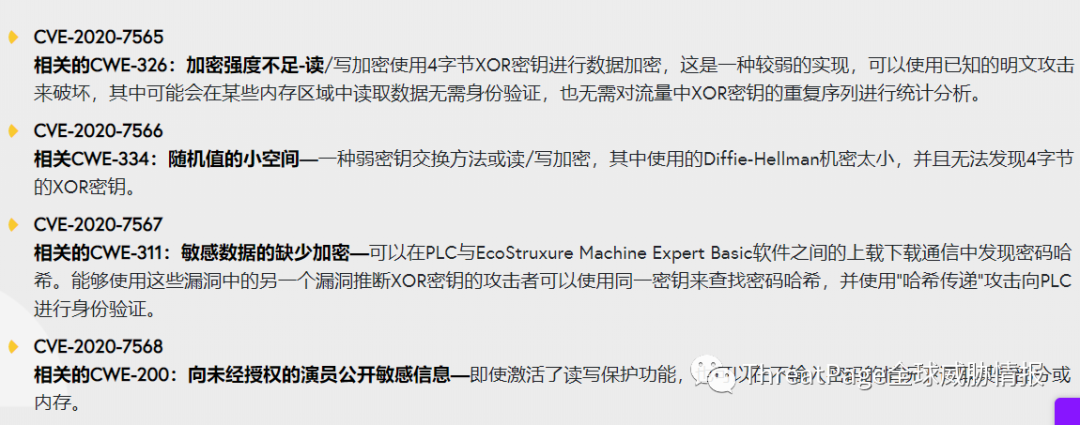 CVE-2020-7565
相关的CWE-326：加密强度不足-读/写加密使用4字节XOR密钥进行数据加密，这是一种较弱的实现，可以使用已知的明文攻击
来破坏，其中可能会在某些内存区域中读取数据无需身份验证，也无需对流量中XOR密钥的重复序列进行统计分析。
CVE-2020-7566
相关CWE-334：随机值的小空间—一种弱密钥交换方法或读/写加密，其中使用的Diffie-Hellman机密太小，并且无法发现4字节
的XOR密钥。
CVE-2020-7567
相关的CWE-311：敏感数据的缺少加密—可以在PLC与EcoStruxure Machine Expert Basic软件之间的上载下载通信中发现密码哈
希。能够使用这些漏洞中的另一个漏洞推断XOR密钥的攻击者可以使用同一密钥来查找密码哈希，并使用"哈希传递"攻击向PLC
进行身份验证。
CVE-2020-7568
相关的CWE-200：向未经授权的演员公开敏感信息—即使激活了读写保护功能，
ThreatPage全球威胁情报
内存。